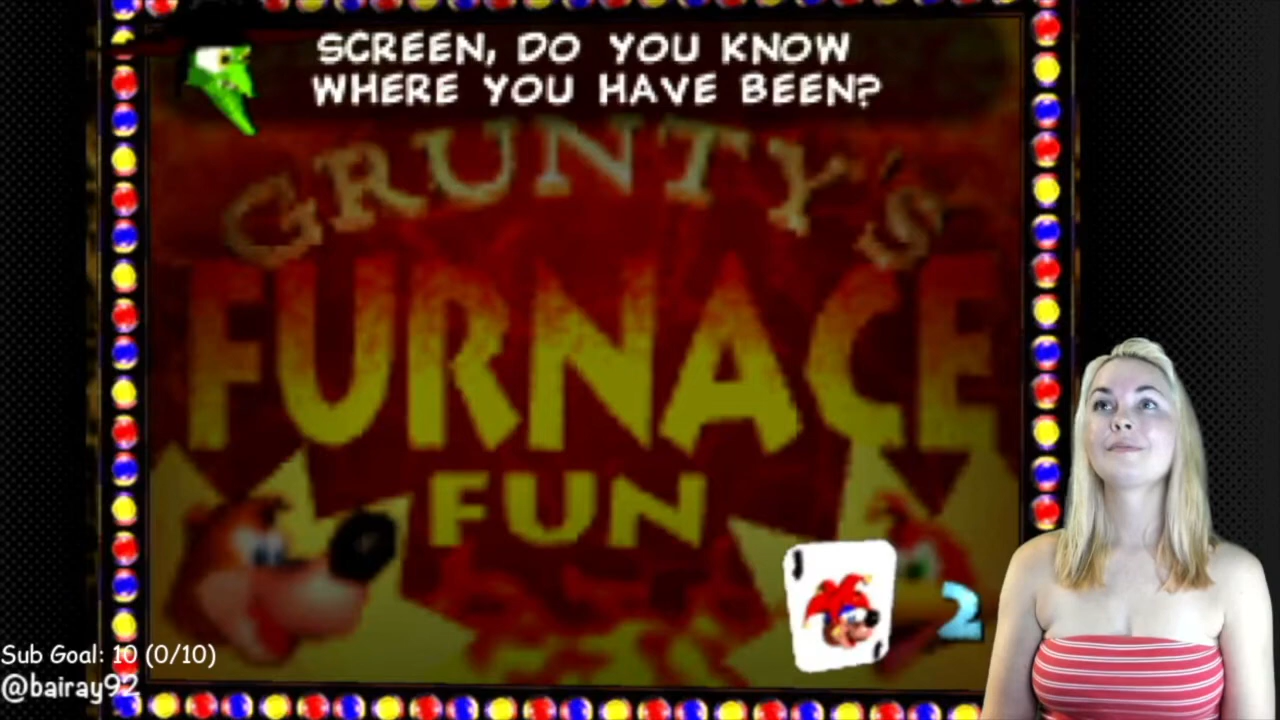 SCREEN, DO YOU KNOW
WHERE YOU HAVE BEEN?
GRUNTY'S
FURNACE
FUN
2
Sub Goal: 10 (0/10)
@bairay92